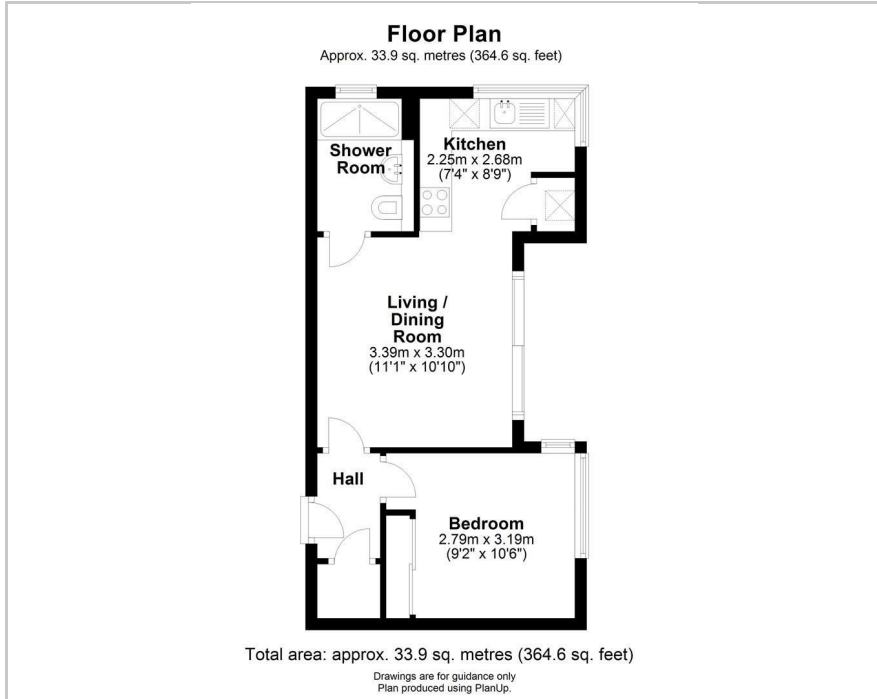 Floor Plan
Approx. 33.9 sq. metres (364.6 sq. feet)
Kitchen
2.25m x 2.68m
(7'4" x 8'9")
Shower
Room
Living /
Dining
Room
3.39m x 3.30m
(11'1" x 10'10")
Hall
Bedroom
2.79m x 3.19m
(9'2" x 10'6")
Total area: approx. 33.9 sq. metres (364.6 sq. feet)
Drawings are for guidance only
Plan produced using PlanUp.